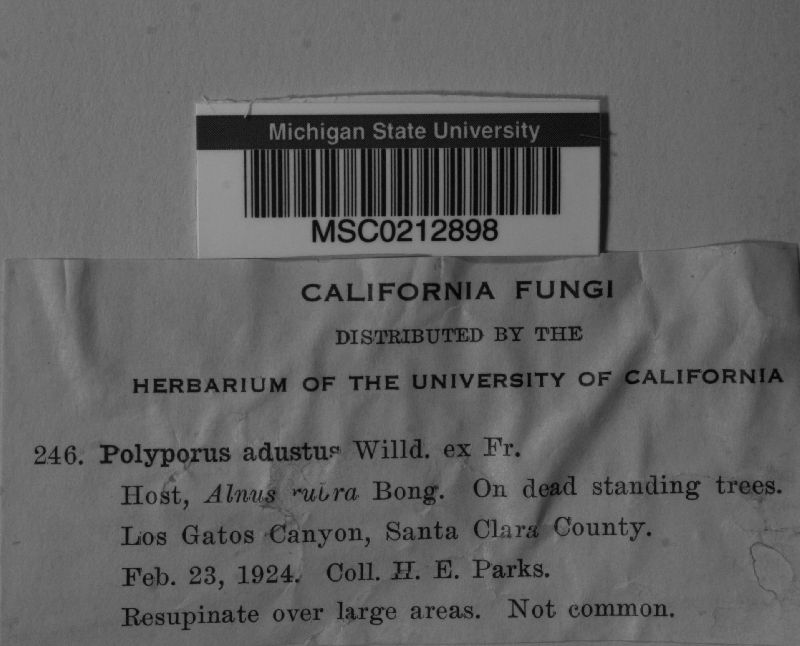 Michigan State University
MSC0212898
CALIFORNIA FUNGI
DISTRIBUTED BY THE
HERBARIUM OF THE UNIVERSITY OF CALIFORNIA
246. Polyporus adustus Willd. ex Fr.
Host, Alnus rubra Bong. On dead standing trees.
Los Gatos Canyon, Santa Clara County.
Feb. 23, 1924. Coll. H. E. Parks.
Resupinate over large areas. Not common.